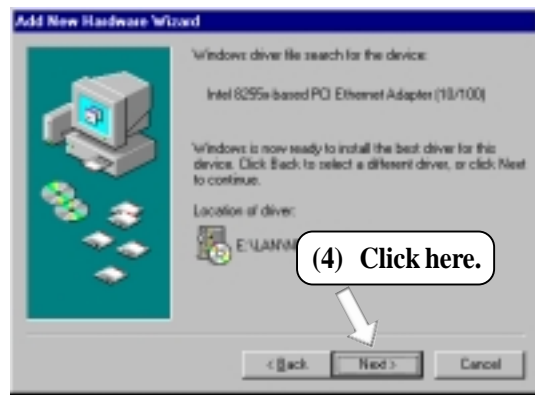 Add New Hardware Wizard
Windows driver file search for the device:
Intel 8255x-based PCI Ethernet Adapter (10/100)
Windows is now ready to install the best driver for this
device. Click Back to select a different driver, or click Next
to continue.
Location of driver:
(4) Click here.
< Back
Next >
Cancel